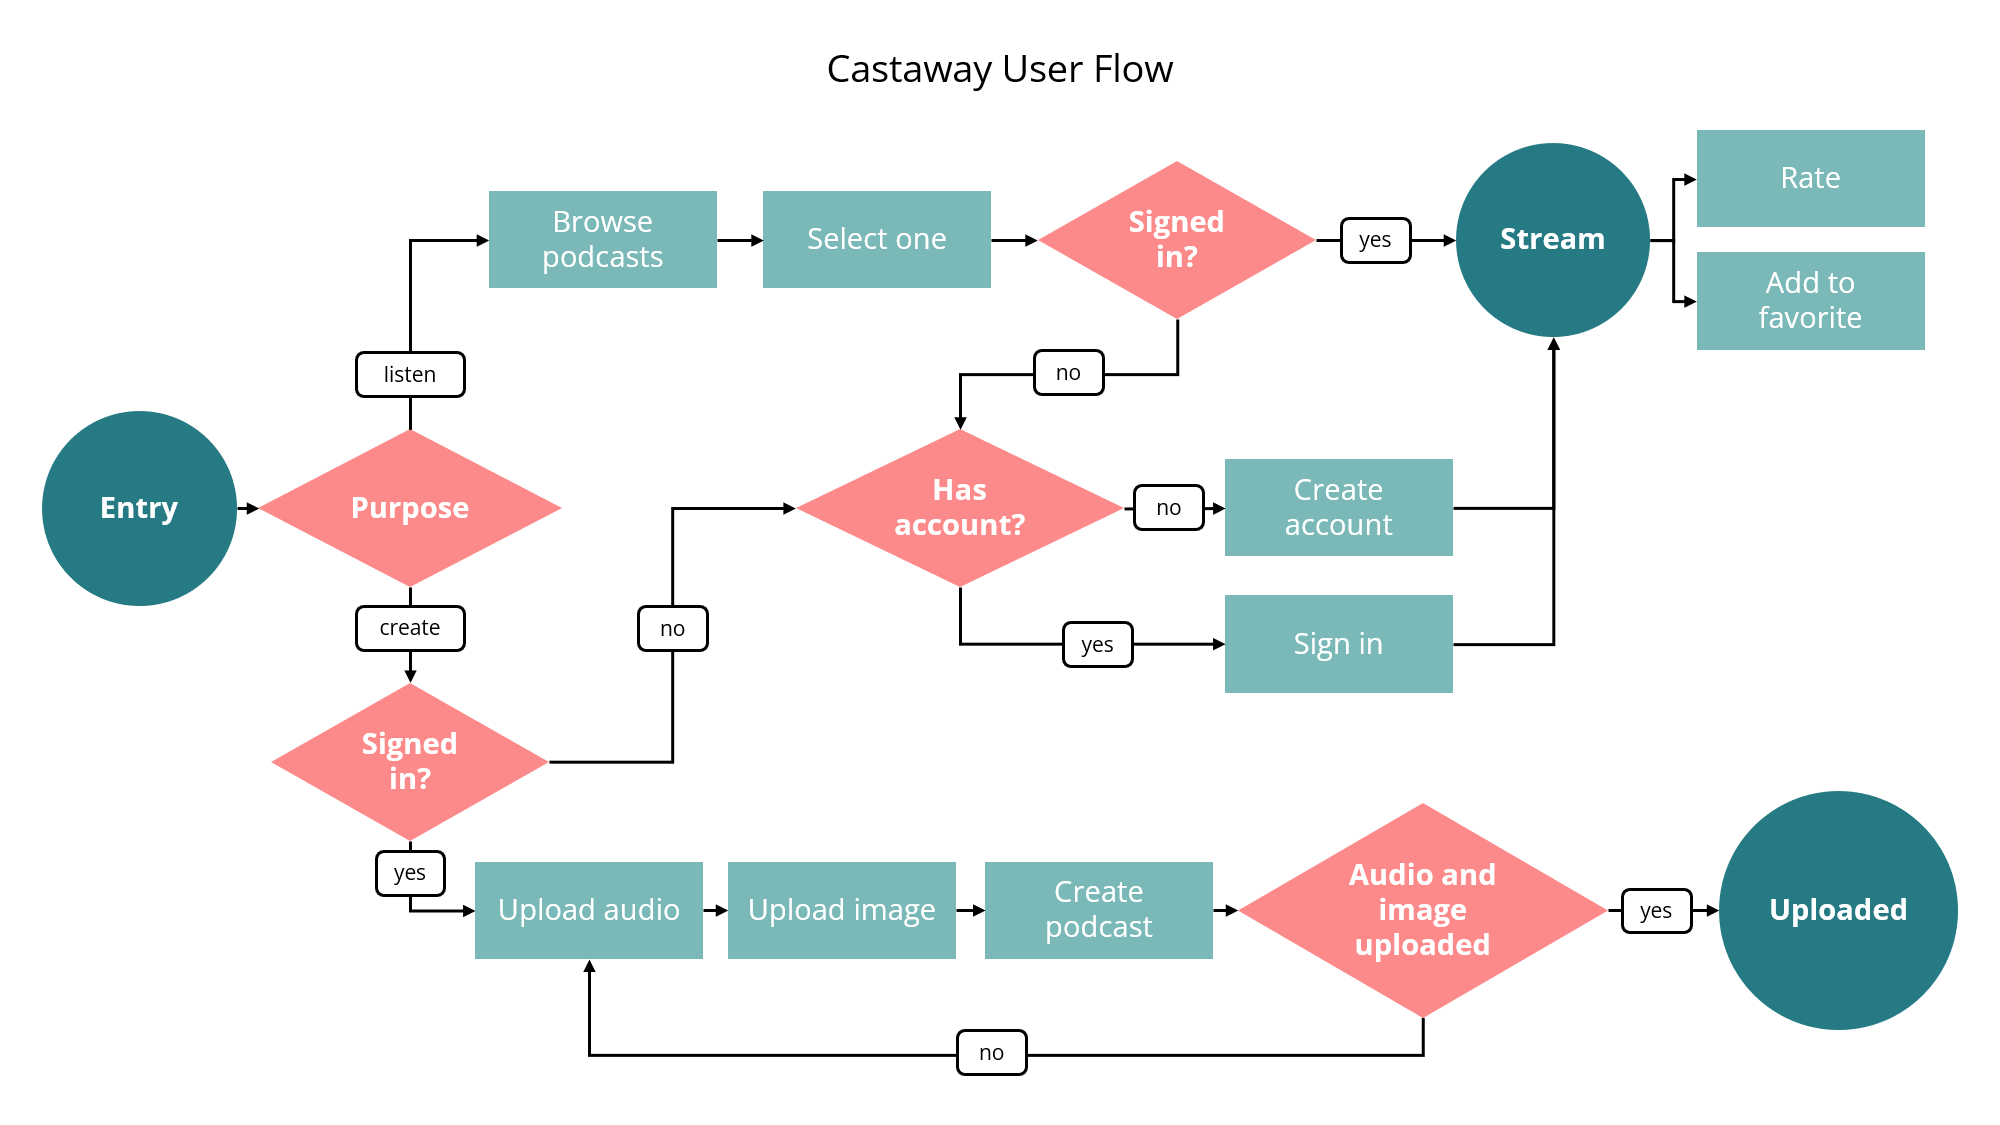 Castaway User Flow
Rate
Browse
podcasts
Select one
Signed
in?
yes
Stream
Add to
favorite
listen
no
Entry
Purpose
Has
account?
no
Create
account
create
no
yes
Sign in
Signed
in?
yes
Upload audio
Upload image
Create
podcast
Audio and
image
uploaded
yes
Uploaded
no